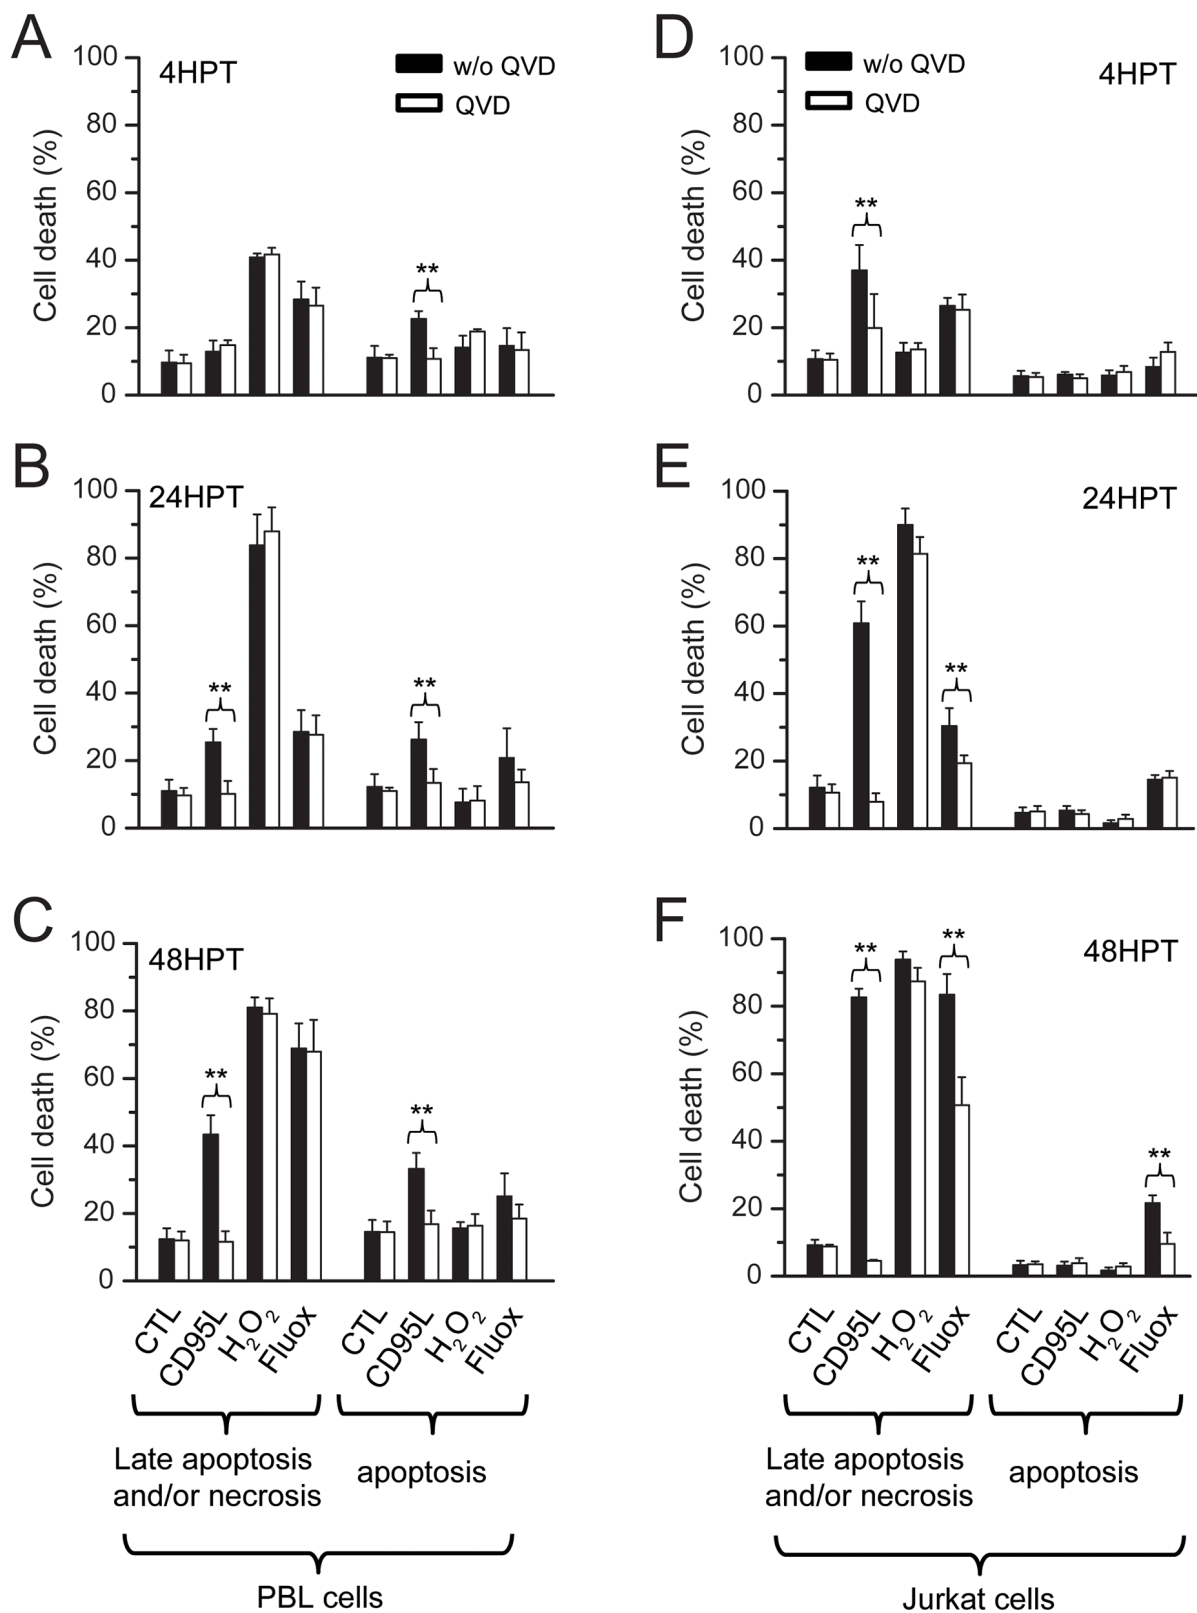 A
4HPT
w/o QVD
QVD
Cell death (%)
100
80
60
40
20
0
**
D
4HPT
w/o QVD
QVD
Cell death (%)
100
80
60
40
20
0
**
B
24HPT
Cell death (%)
100
80
60
40
20
0
**
**
E
24HPT
Cell death (%)
100
80
60
40
20
0
**
**
C
48HPT
Cell death (%)
100
80
60
40
20
0
**
**
CTL
CD95L
H₂O₂
Fluox
CTL
CD95L
H₂O₂
Fluox
Late apoptosis
and/or necrosis
apoptosis
PBL cells
F
48HPT
Cell death (%)
100
80
60
40
20
0
**
**
**
CTL
CD95L
H₂O₂
Fluox
CTL
CD95L
H₂O₂
Fluox
Late apoptosis
and/or necrosis
apoptosis
Jurkat cells